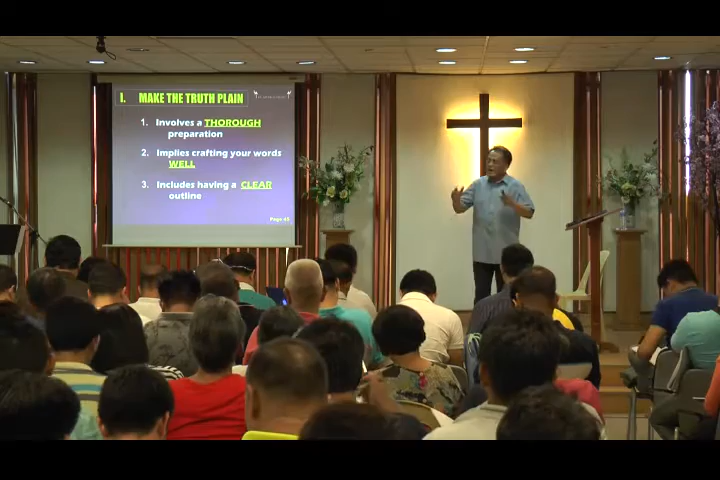 I. MAKE THE TRUTH PLAIN
1. Involves a THOROUGH
preparation
2. Implies crafting your words
WELL
3. Includes having a CLEAR
outline
Page 43